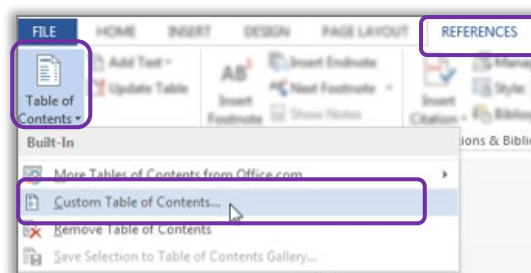 FILE HOME INSERT DESIGN PAGE LAYOUT REFERENCES
Table of Contents
Add Text
Update Table
AB1
Insert Footnote
Insert Endnote
Next Footnote
Show Notes
Insert Citation
Style:
Built-In
More Tables of Contents from Office.com
Custom Table of Contents...
Remove Table of Contents
Save Selection to Table of Contents Gallery...